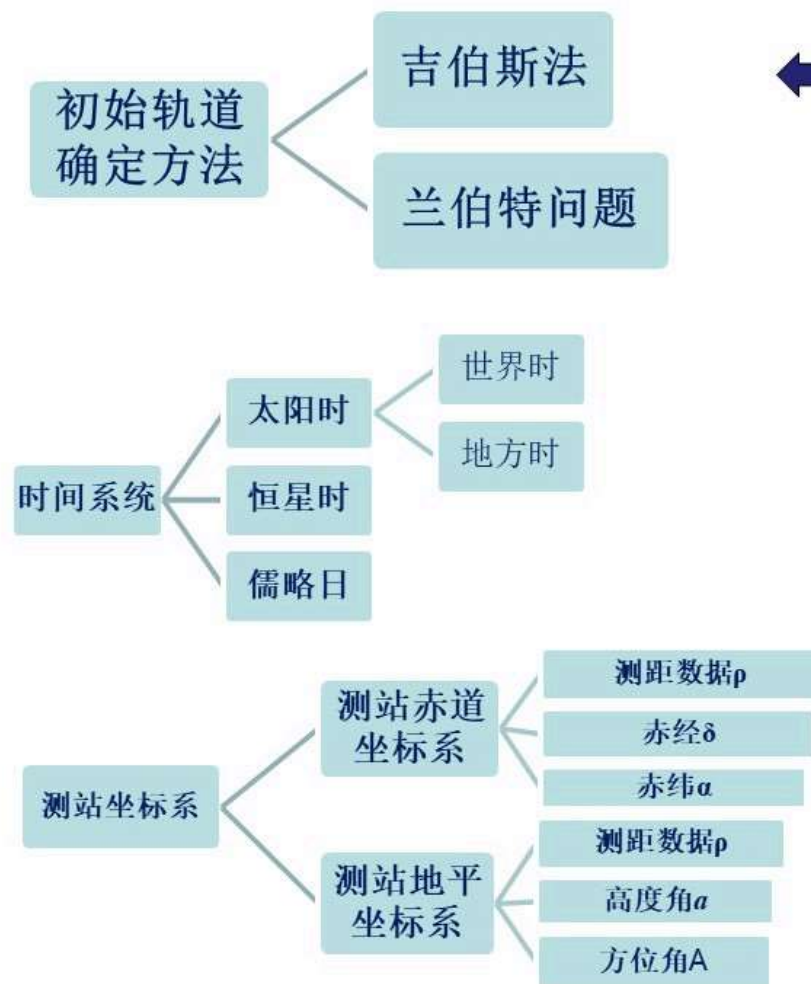 初始轨道
确定方法
吉伯斯法
兰伯特问题
时间系统
太阳时
世界时
地方时
恒星时
儒略日
测站坐标系
测站赤道
坐标系
测距数据ρ
赤经δ
赤纬α
测站地平
坐标系
测距数据ρ
高度角a
方位角A